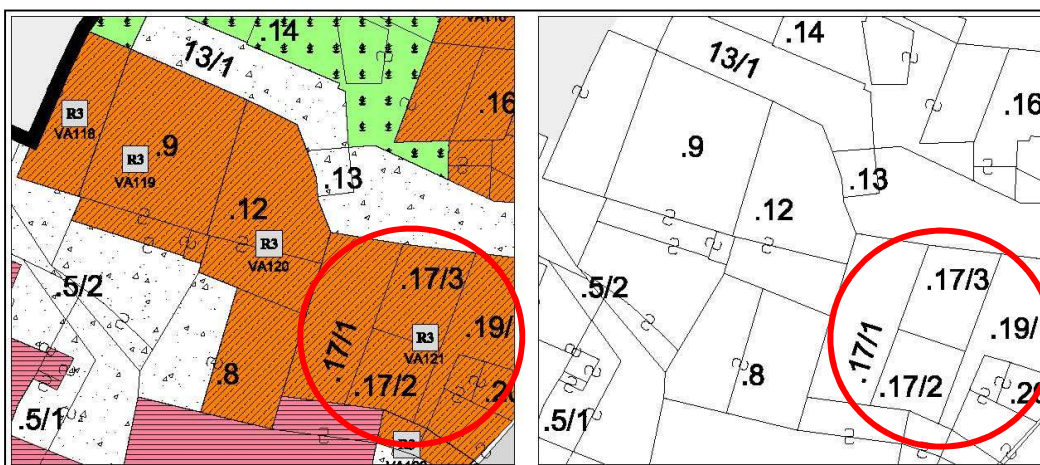 .14
13/1
.16
R3
VA118
.9
R3
VA119
.13
.12
R3
VA120
.17/3
.5/2
.19/
R3
VA121
.17/1
.17/2
.8
.5/1
R3
.14
13/1
.16
.9
.13
.12
.17/3
.5/2
.19/
.17/1
.17/2
.8
.5/1